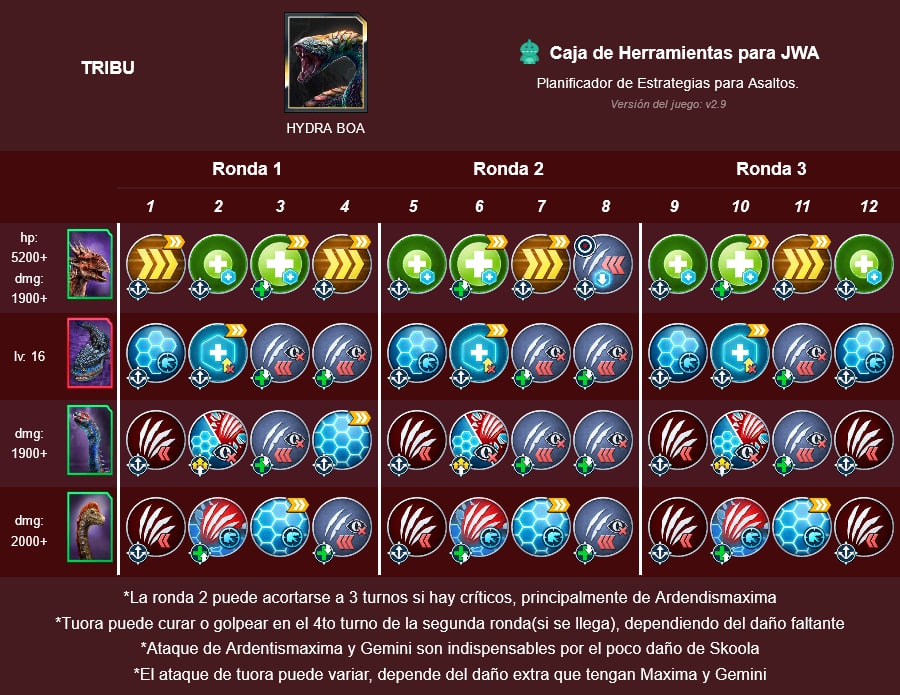 TRIBU
HYDRA BOA
Caja de Herramientas para JWA
Planificador de Estrategias para Asaltos.
Versión del juego: v2.9
Ronda 1 Ronda 2 Ronda 3
1 2 3 4 5 6 7 8 9 10 11 12
hp:
5200+
dmg:
1900+
lv: 16
dmg:
1900+
dmg:
2000+
*La ronda 2 puede acortarse a 3 turnos si hay críticos, principalmente de Ardendismaxima
*Tuora puede curar o golpear en el 4to turno de la segunda ronda(si se llega), dependiendo del daño faltante
*Ataque de Ardentismaxima y Gemini son indispensables por el poco daño de Skoola
*El ataque de tuora puede variar, depende del daño extra que tengan Maxima y Gemini